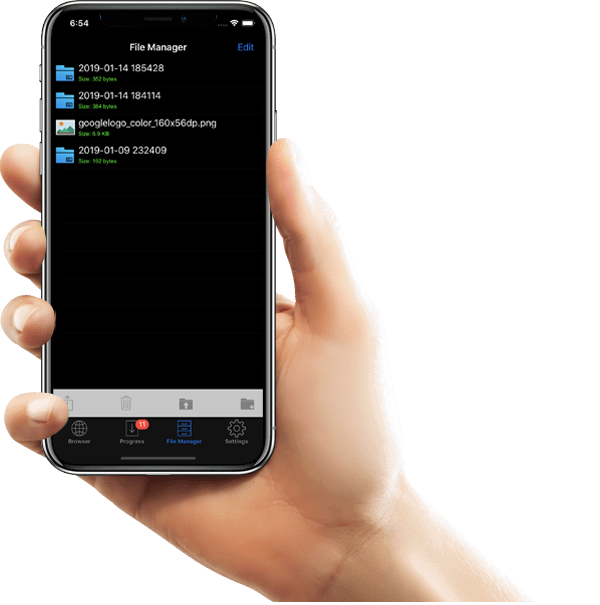 6:54
File Manager
Edit
2019-01-14 185428
Size: 352 bytes
2019-01-14 184114
Size: 384 bytes
googlelogo_color_160x56dp.png
Size: 6.9 KB
2019-01-09 232409
Size: 192 bytes
11
Browser
Progress
File Manager
Settings